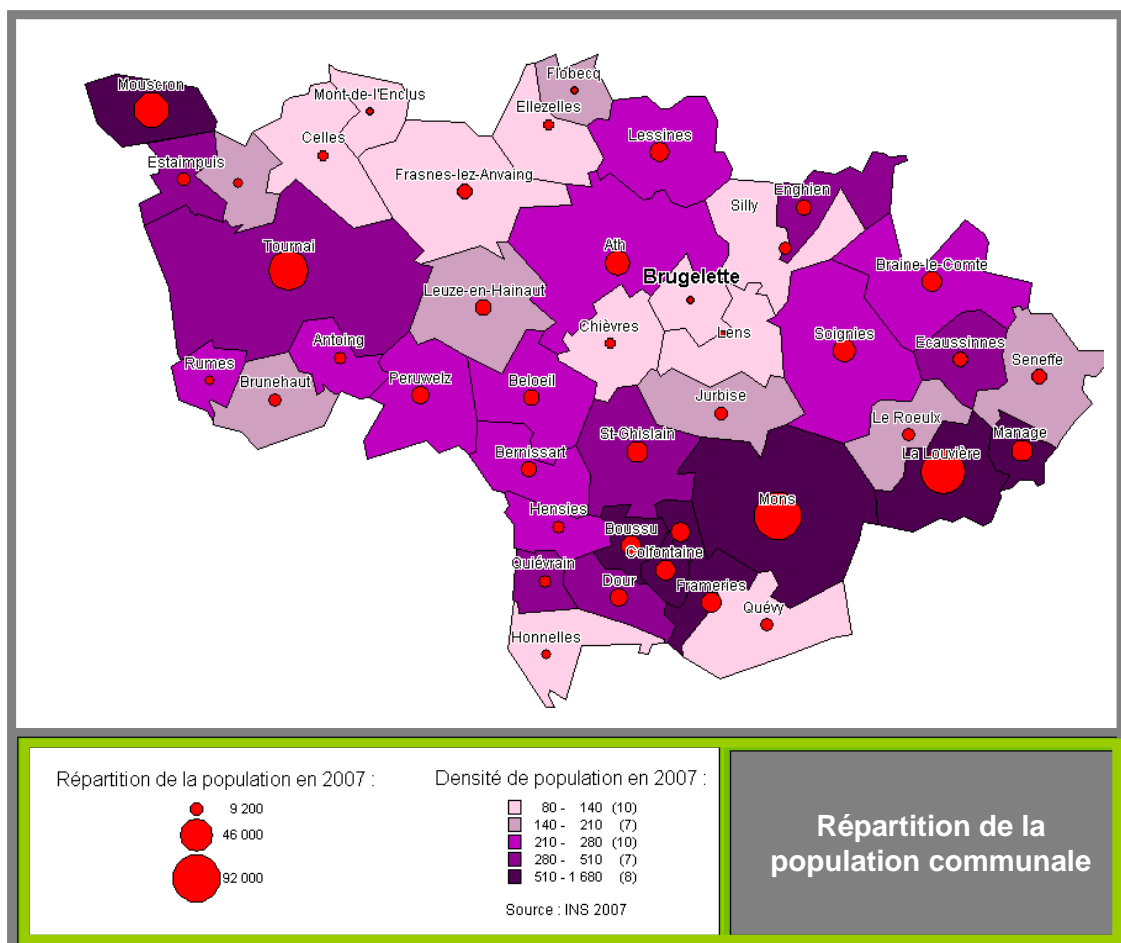 Flobecq
Mouscron
Mont-de-l'Enclus
Ellezelles
Celles
Lessines
Estaimpuis
Frasnes-lez-Anvaing
Enghien
Silly
Tournai
Ath
Braine-le-Comte
Brugelette
Leuze-en-Hainaut
Chièvres
Lens
Soignies
Antoing
Ecaussinnes
Rumes
Seneffe
Brunehaut
Peruwelz
Beloeil
Jurbise
Le Roeulx
St-Ghislain
Manage
Bernissart
La Louvière
Mons
Hensies
Boussu
Colfontaine
Quiévrain
Dour
Frameries
Quévy
Honnelles
Répartition de la population en 2007 :
9 200
46 000
92 000
Densité de population en 2007 :
80 - 140 (10)
140 - 210 (7)
210 - 280 (10)
280 - 510 (7)
510 - 1 680 (8)
Source : INS 2007
Répartition de la
population communale